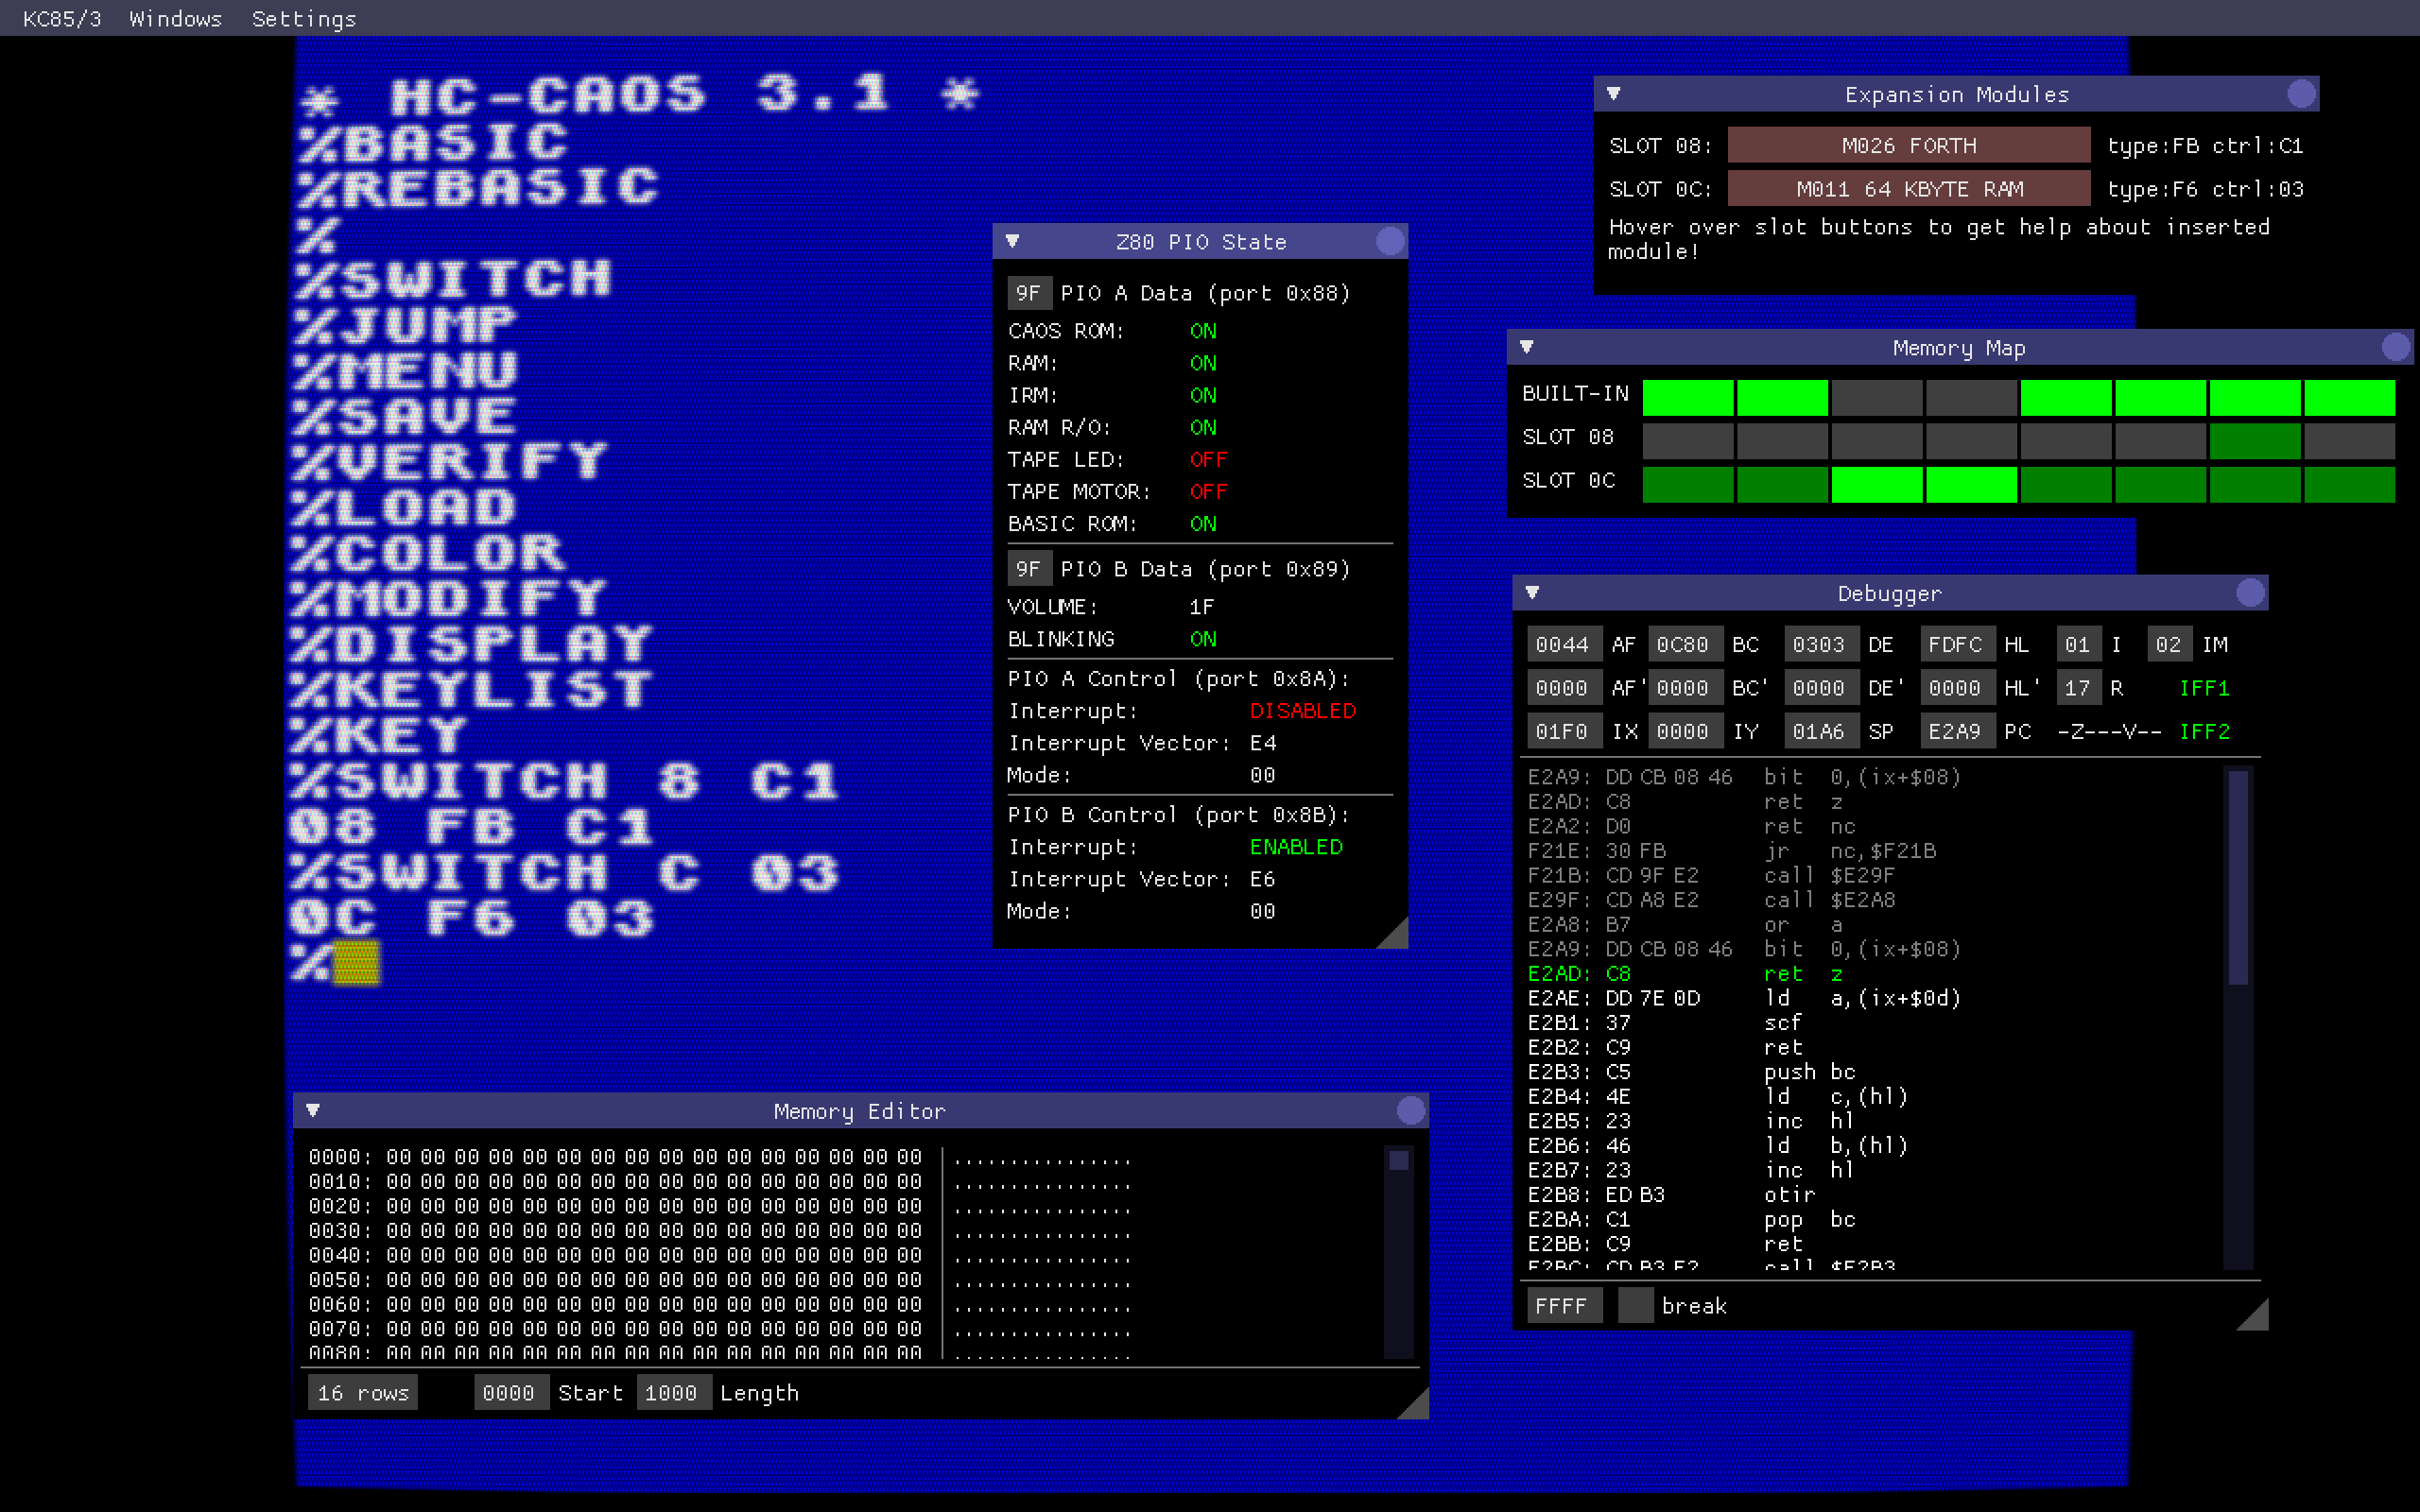 KC85/3 Windows Settings
* HC-CAOS 3.1 *
%BASIC
%REBASIC
%
%SWITCH
%JUMP
%MENU
%SAVE
%VERIFY
%LOAD
%COLOR
%MODIFY
%DISPLAY
%KEYLIST
%KEY
%SWITCH 8 C1
08 FB C1
%SWITCH C 03
0C F6 03
%
Z80 PIO State
9F PIO A Data (port 0x88)
CAOS ROM: ON
RAM: ON
IRM: ON
RAM R/O: ON
TAPE LED: OFF
TAPE MOTOR: OFF
BASIC ROM: ON
9F PIO B Data (port 0x89)
VOLUME: 1F
BLINKING ON
PIO A Control (port 0x8A):
Interrupt: DISABLED
Interrupt Vector: E4
Mode: 00
PIO B Control (port 0x8B):
Interrupt: ENABLED
Interrupt Vector: E6
Mode: 00
Expansion Modules
SLOT 08: M026 FORTH type:FB ctrl:C1
SLOT 0C: M011 64 KBYTE RAM type:F6 ctrl:03
Hover over slot buttons to get help about inserted
module!
Memory Map
BUILT-IN
SLOT 08
SLOT 0C
Debugger
0044 AF 0C80 BC 0303 DE FDFC HL 01 I 02 IM
0000 AF' 0000 BC' 0000 DE' 0000 HL' 17 R IFF1
01F0 IX 0000 IY 01A6 SP E2A9 PC -Z---V-- IFF2
E2A9: DD CB 08 46 bit 0,(ix+$08)
E2AD: C8 ret z
E2A2: D0 ret nc
F21E: 30 FB jr nc,$F21B
F21B: CD 9F E2 call $E29F
E29F: CD A8 E2 call $E2A8
E2A8: B7 or a
E2A9: DD CB 08 46 bit 0,(ix+$08)
E2AD: C8 ret z
E2AE: DD 7E 0D ld a,(ix+$0d)
E2B1: 37 scf
E2B2: C9 ret
E2B3: C5 push bc
E2B4: 4E ld c,(hl)
E2B5: 23 inc hl
E2B6: 46 ld b,(hl)
E2B7: 23 inc hl
E2B8: ED B3 otir
E2BA: C1 pop bc
E2BB: C9 ret
E2BC: CD B3 E2 call $E2B3
FFFF break
Memory Editor
0000: 00 00 00 00 00 00 00 00 00 00 00 00 00 00 00 00 ................
0010: 00 00 00 00 00 00 00 00 00 00 00 00 00 00 00 00 ................
0020: 00 00 00 00 00 00 00 00 00 00 00 00 00 00 00 00 ................
0030: 00 00 00 00 00 00 00 00 00 00 00 00 00 00 00 00 ................
0040: 00 00 00 00 00 00 00 00 00 00 00 00 00 00 00 00 ................
0050: 00 00 00 00 00 00 00 00 00 00 00 00 00 00 00 00 ................
0060: 00 00 00 00 00 00 00 00 00 00 00 00 00 00 00 00 ................
0070: 00 00 00 00 00 00 00 00 00 00 00 00 00 00 00 00 ................
0080: 00 00 00 00 00 00 00 00 00 00 00 00 00 00 00 00 ................
16 rows 0000 Start 1000 Length